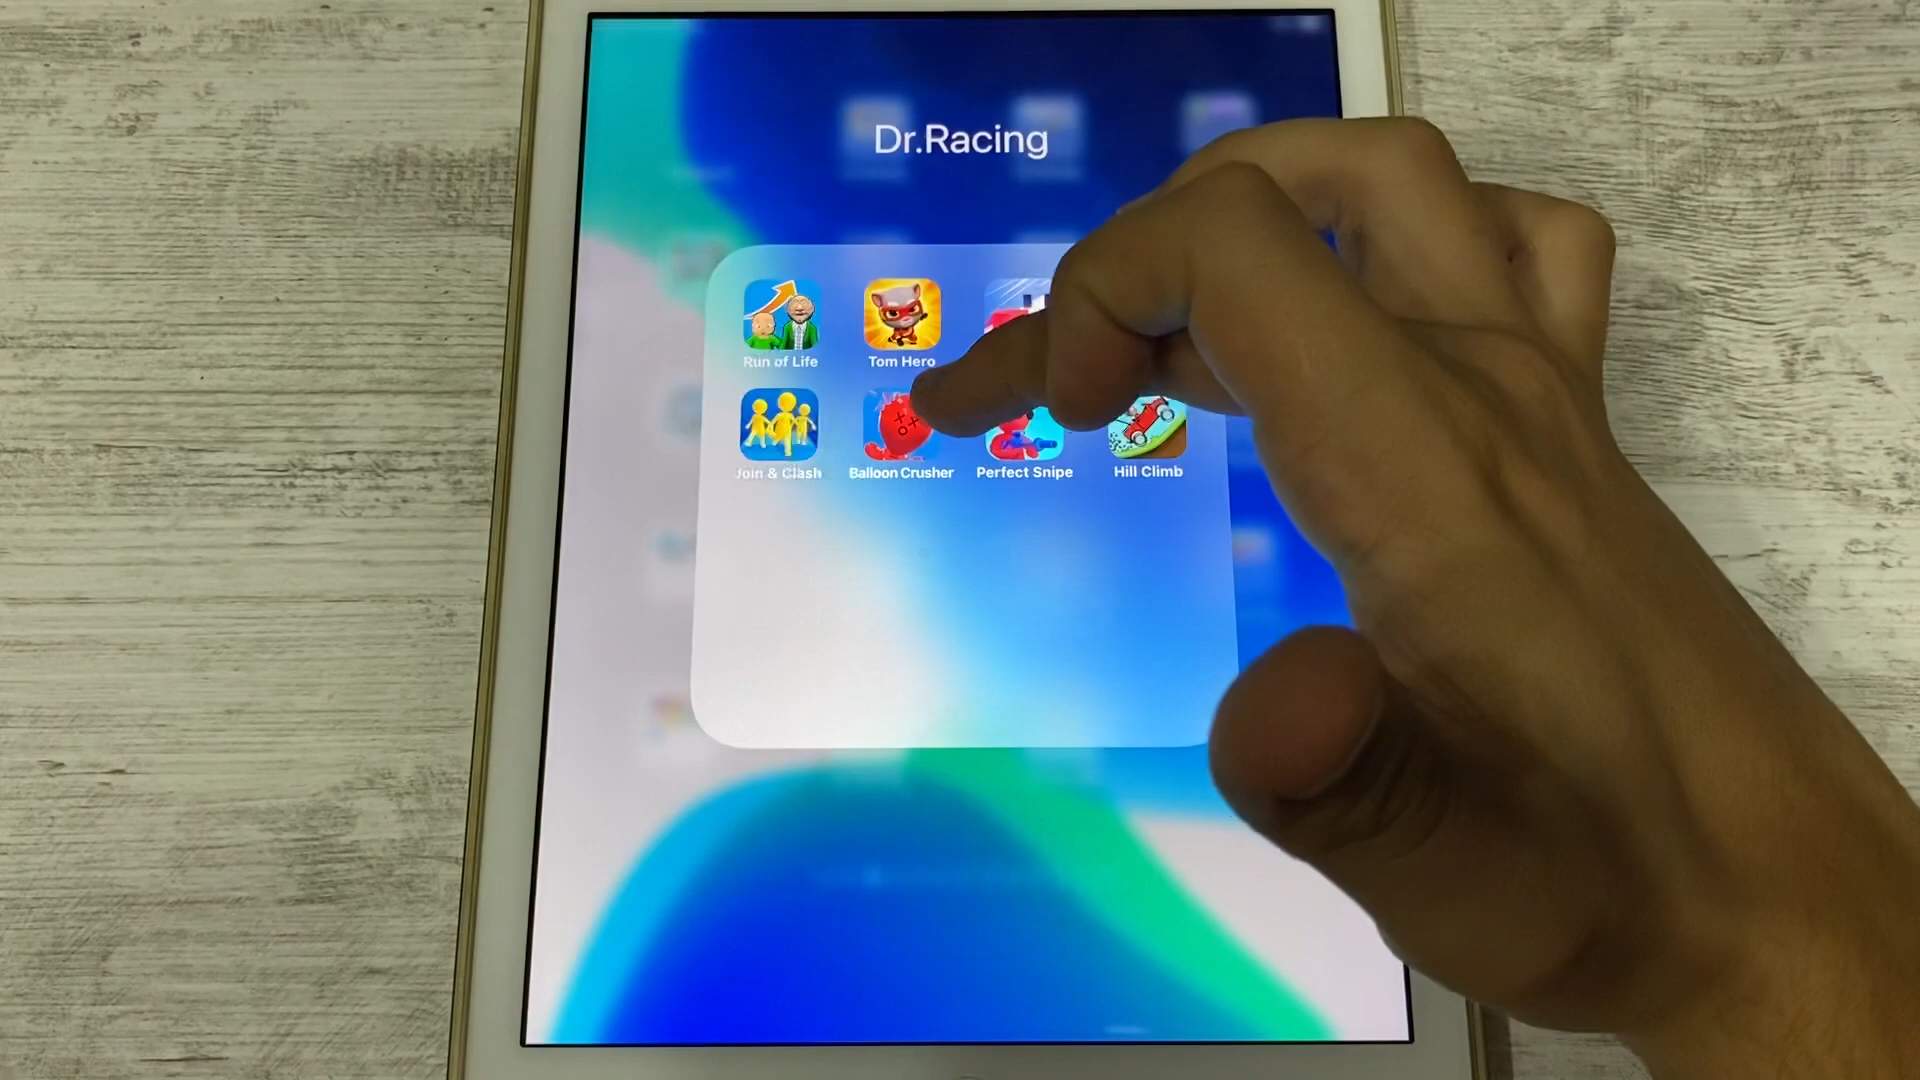 Dr.Racing
Run of Life
Tom Hero
Join & Clash
Balloon Crusher
Perfect Snipe
Hill Climb